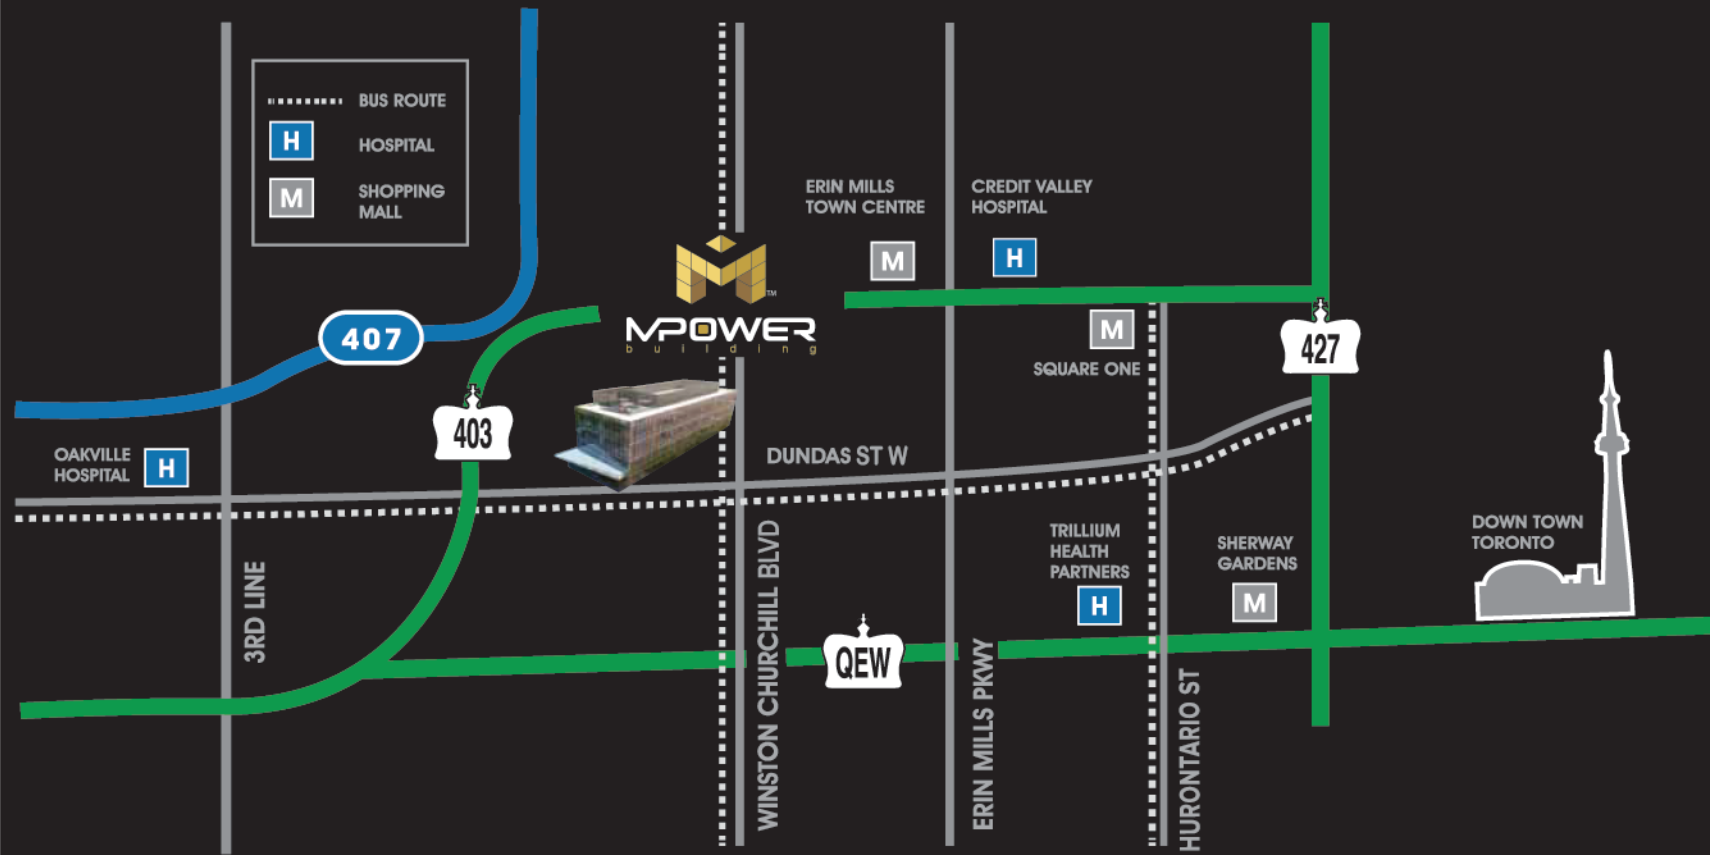 BUS ROUTE
H
HOSPITAL
M
SHOPPING
MALL
ERIN MILLS
TOWN CENTRE
M
CREDIT VALLEY
HOSPITAL
H
407
TM
MPOWER
building
M
SQUARE ONE
427
403
OAKVILLE
HOSPITAL
H
DUNDAS ST W
3RD LINE
WINSTON CHURCHILL BLVD
QEW
ERIN MILLS PKWY
TRILLIUM
HEALTH
PARTNERS
H
SHERWAY
GARDENS
M
HURONTARIO ST
DOWN TOWN
TORONTO